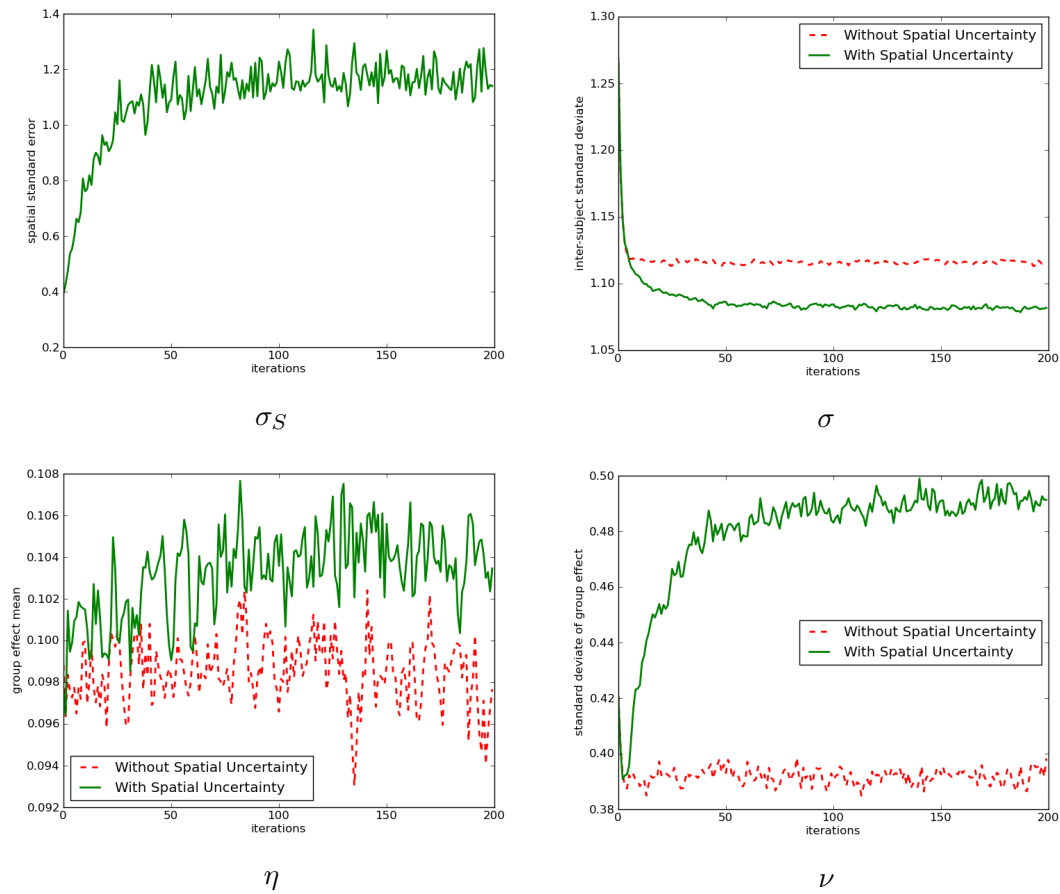 1.4
1.2
1.0
0.8
0.6
0.4
0.2
spatial standard error
0 50 100 150 200
iterations
σ_S
1.30
1.25
1.20
1.15
1.10
1.05
inter-subject standard deviate
Without Spatial Uncertainty
With Spatial Uncertainty
0 50 100 150 200
iterations
σ
0.108
0.106
0.104
0.102
0.100
0.098
0.096
0.094
0.092
group effect mean
Without Spatial Uncertainty
With Spatial Uncertainty
0 50 100 150 200
iterations
η
0.50
0.48
0.46
0.44
0.42
0.40
0.38
standard deviate of group effect
Without Spatial Uncertainty
With Spatial Uncertainty
0 50 100 150 200
iterations
ν